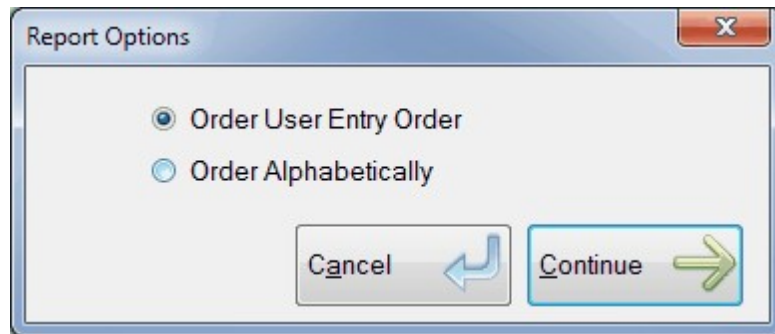 Report Options
Order User Entry Order
Order Alphabetically
Cancel
Continue